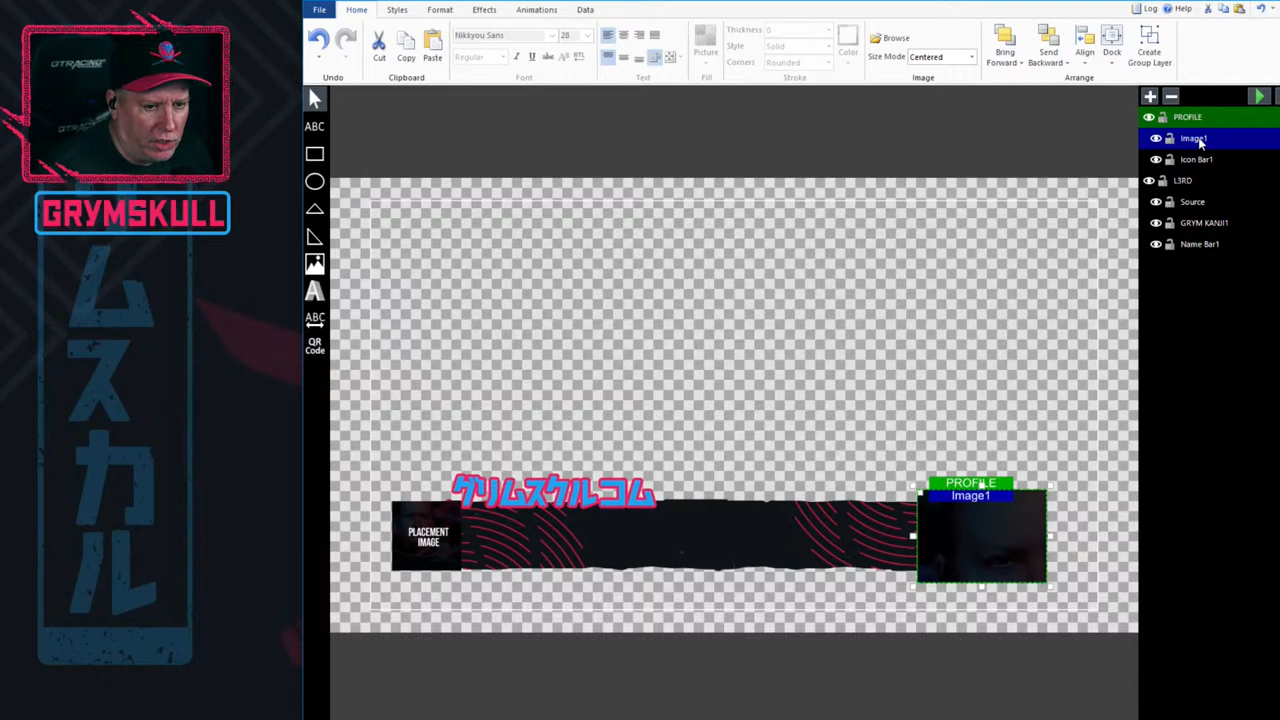 File Home Styles Format Effects Animations Data Log Help
Nikkyou Sans 28
Thickness 0
Browse
Style Solid
Size Mode Centered
Regular
Corners Rounded
Cut Copy Paste
Picture
Color
Bring Forward
Send Backward
Align Dock
Create Group Layer
Undo Clipboard Font Text Fill Stroke Image Arrange
GTRACING
GTRACING
GRYMSKULL
ムスカル
ABC
ABC
QR
Code
PROFILE
Image1
Icon Bar1
L3RD
Source
GRYM KANJI1
Name Bar1
グリムスクルコム
PLACEMENT
IMAGE
PROFILE
Image1